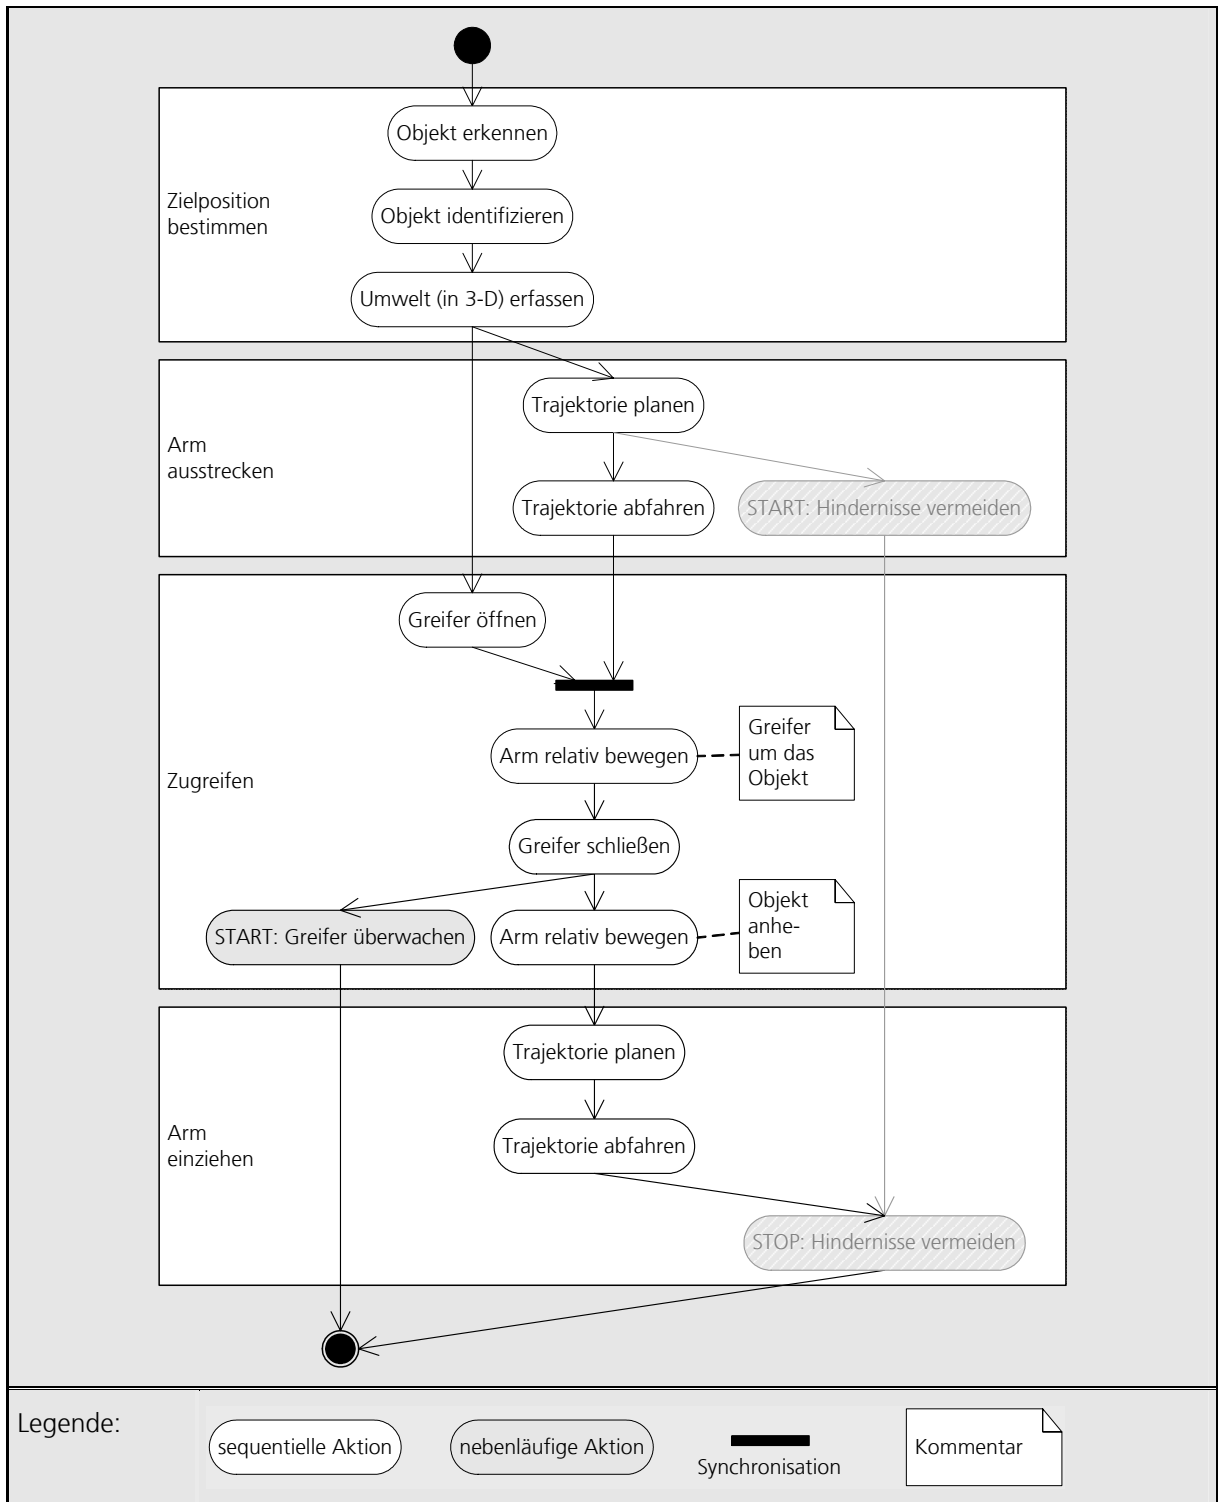 Objekt erkennen
Zielposition
bestimmen
Objekt identifizieren
Umwelt (in 3-D) erfassen
Trajektorie planen
Arm
ausstrecken
Trajektorie abfahren
START: Hindernisse vermeiden
Greifer öffnen
Zugreifen
Arm relativ bewegen
Greifer
um das
Objekt
Greifer schließen
START: Greifer überwachen
Arm relativ bewegen
Objekt
anhe-
ben
Trajektorie planen
Arm
einziehen
Trajektorie abfahren
STOP: Hindernisse vermeiden
Legende:
sequentielle Aktion
nebenläufige Aktion
Synchronisation
Kommentar